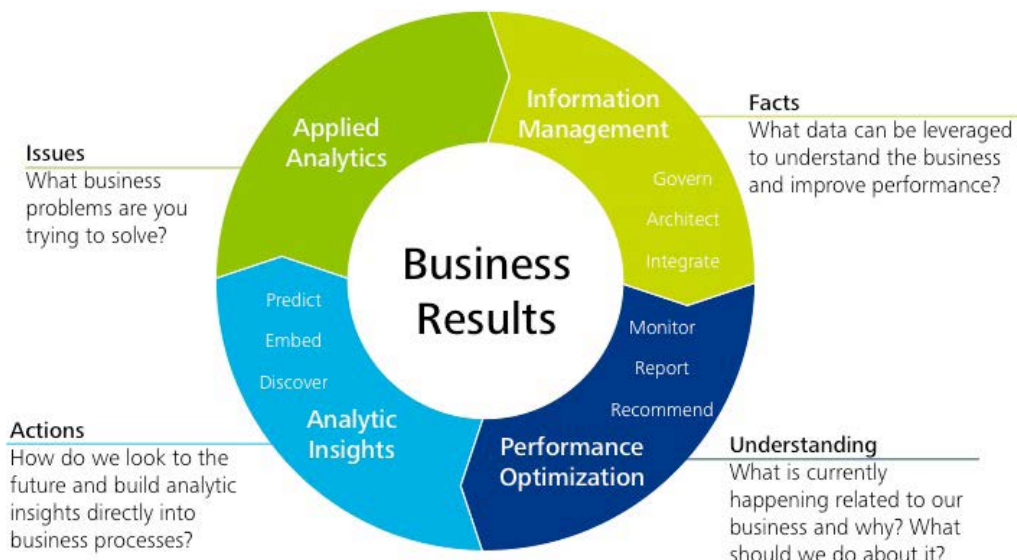 Applied
Analytics
Information
Management
Govern
Architect
Integrate
Facts
What data can be leveraged
to understand the business
and improve performance?
Issues
What business
problems are you
trying to solve?
Business
Results
Predict
Embed
Discover
Analytic
Insights
Monitor
Report
Recommend
Performance
Optimization
Actions
How do we look to the
future and build analytic
insights directly into
business processes?
Understanding
What is currently
happening related to our
business and why? What
should we do about it?